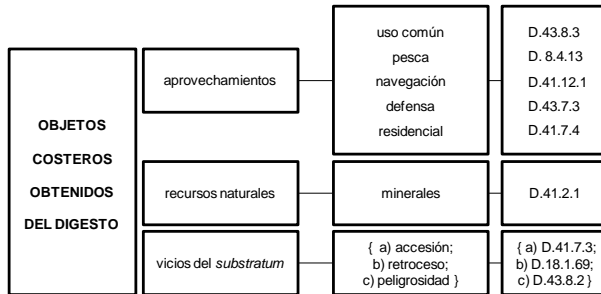 OBJETOS
COSTEROS
OBTENIDOS
DEL DIGESTO
aprovechamientos
uso común
pesca
navegación
defensa
residencial
D.43.8.3
D. 8.4.13
D.41.12.1
D.43.7.3
D.41.7.4
recursos naturales
minerales
D.41.2.1
vicios del substratum
{ a) accesión;
b) retroceso;
c) peligrosidad }
{ a) D.41.7.3;
b) D.18.1.69;
c) D.43.8.2 }